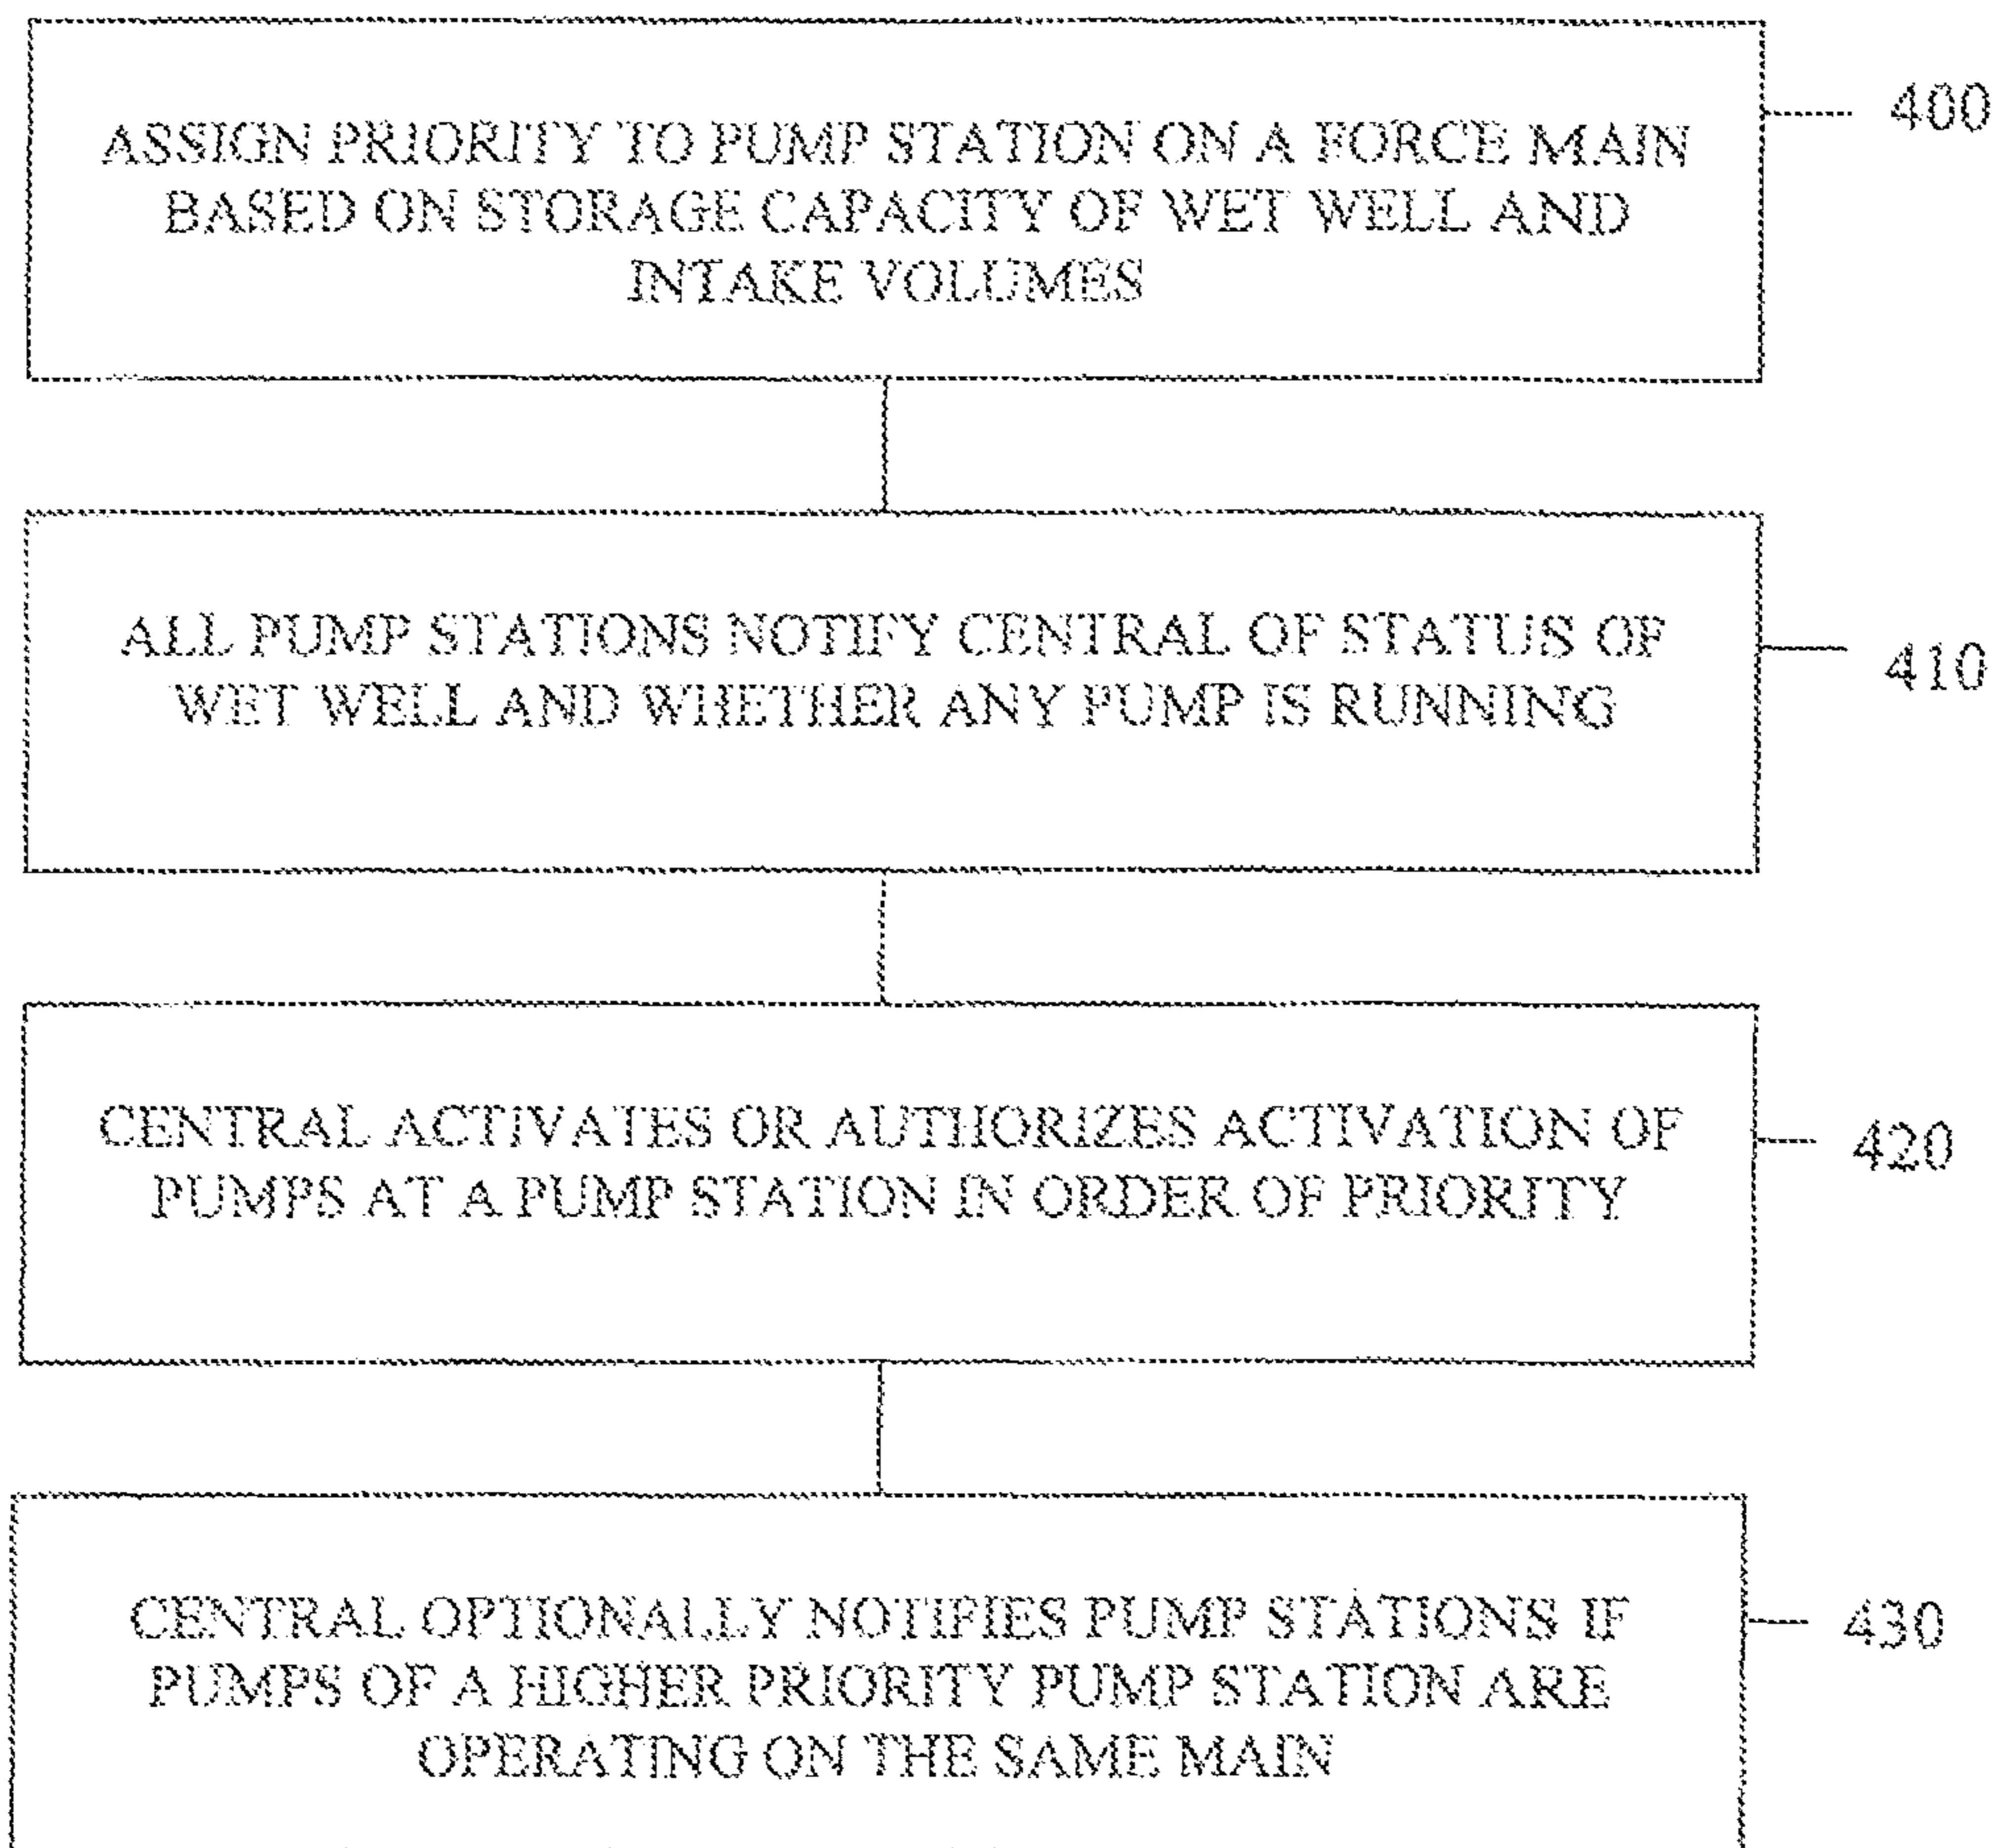 ASSIGN PRIORITY TO PUMP STATION ON A FORCE MAIN
BASED ON STORAGE CAPACITY OF WET WELL AND
INTAKE VOLUMES
400
ALL PUMP STATIONS NOTIFY CENTRAL OF STATUS OF
WET WELL AND WHETHER ANY PUMP IS RUNNING
410
CENTRAL ACTIVATES OR AUTHORIZES ACTIVATION OF
PUMPS AT A PUMP STATION IN ORDER OF PRIORITY
420
CENTRAL OPTIONALLY NOTIFIES PUMP STATIONS IF
PUMPS OF A HIGHER PRIORITY PUMP STATION ARE
OPERATING ON THE SAME MAIN
430